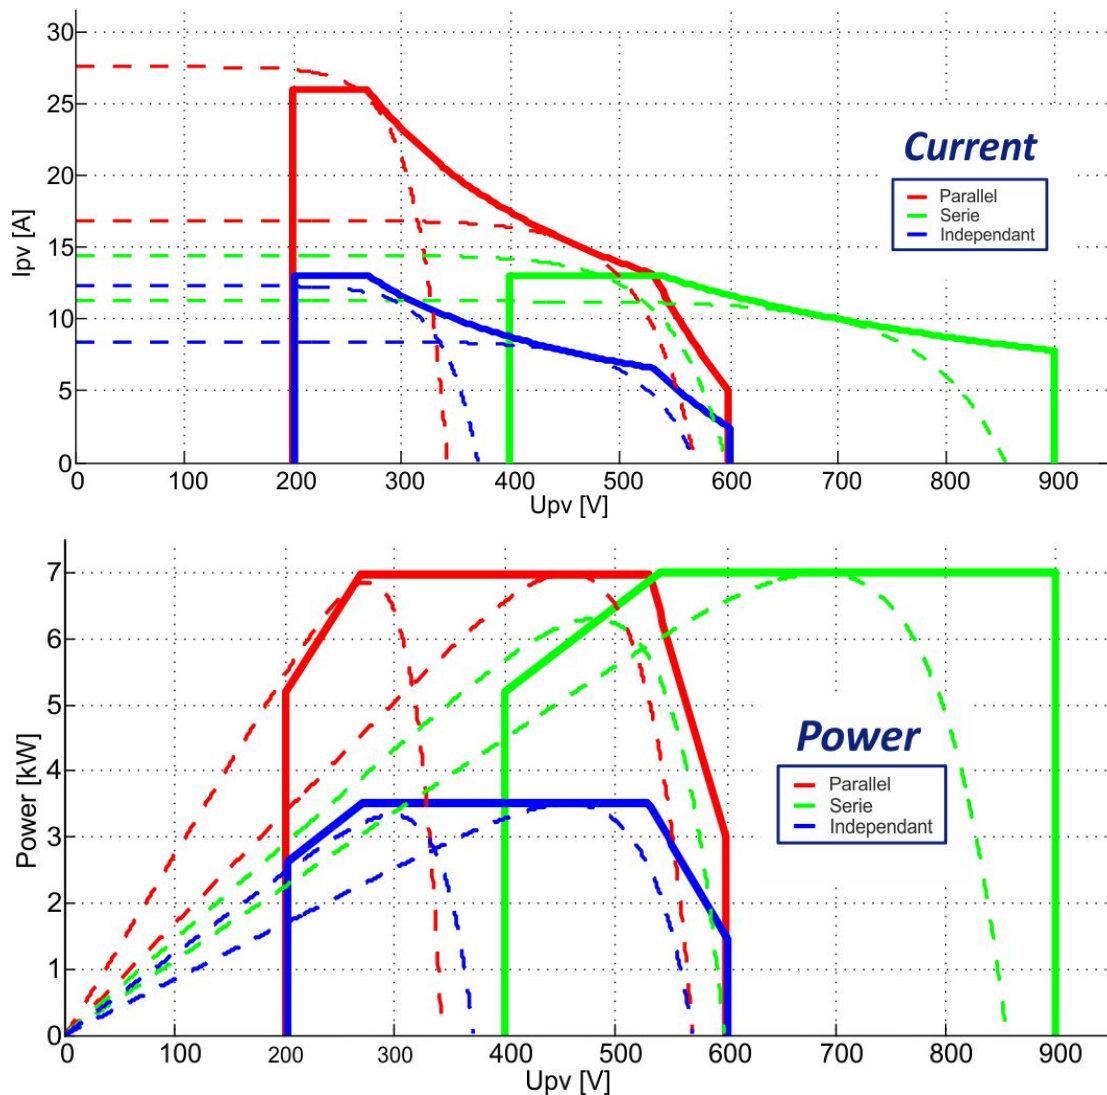 30
25
20
15
10
5
0
Ipv [A]
Current
Parallel
Serie
Independant
0 100 200 300 400 500 600 700 800 900
Upv [V]
7
6
5
4
3
2
1
0
Power [kW]
Power
Parallel
Serie
Independant
0 100 200 300 400 500 600 700 800 900
Upv [V]